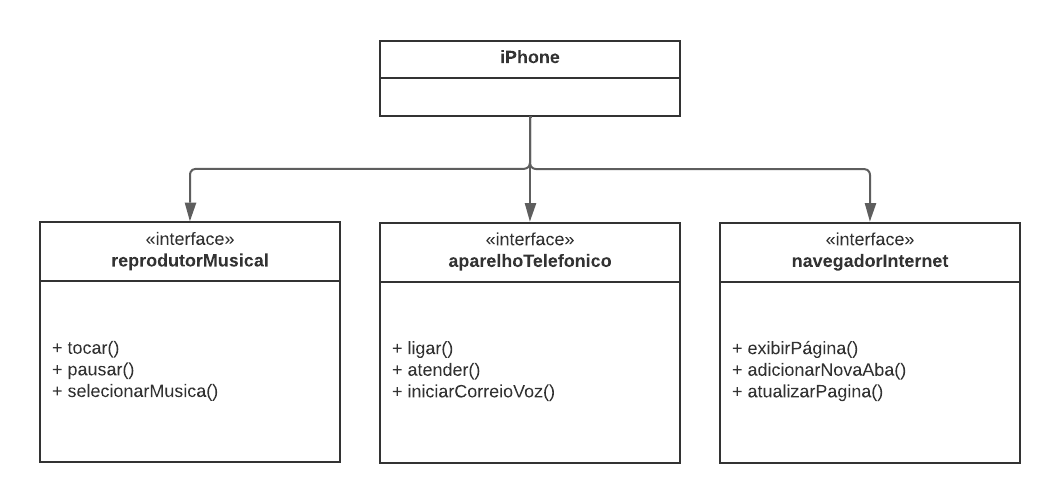 iPhone
«interface»
reprodutorMusical
+ tocar()
+ pausar()
+ selecionarMusica()
«interface»
aparelhoTelefonico
+ ligar()
+ atender()
+ iniciarCorreioVoz()
«interface»
navegadorInternet
+ exibirPágina()
+ adicionarNovaAba()
+ atualizarPagina()